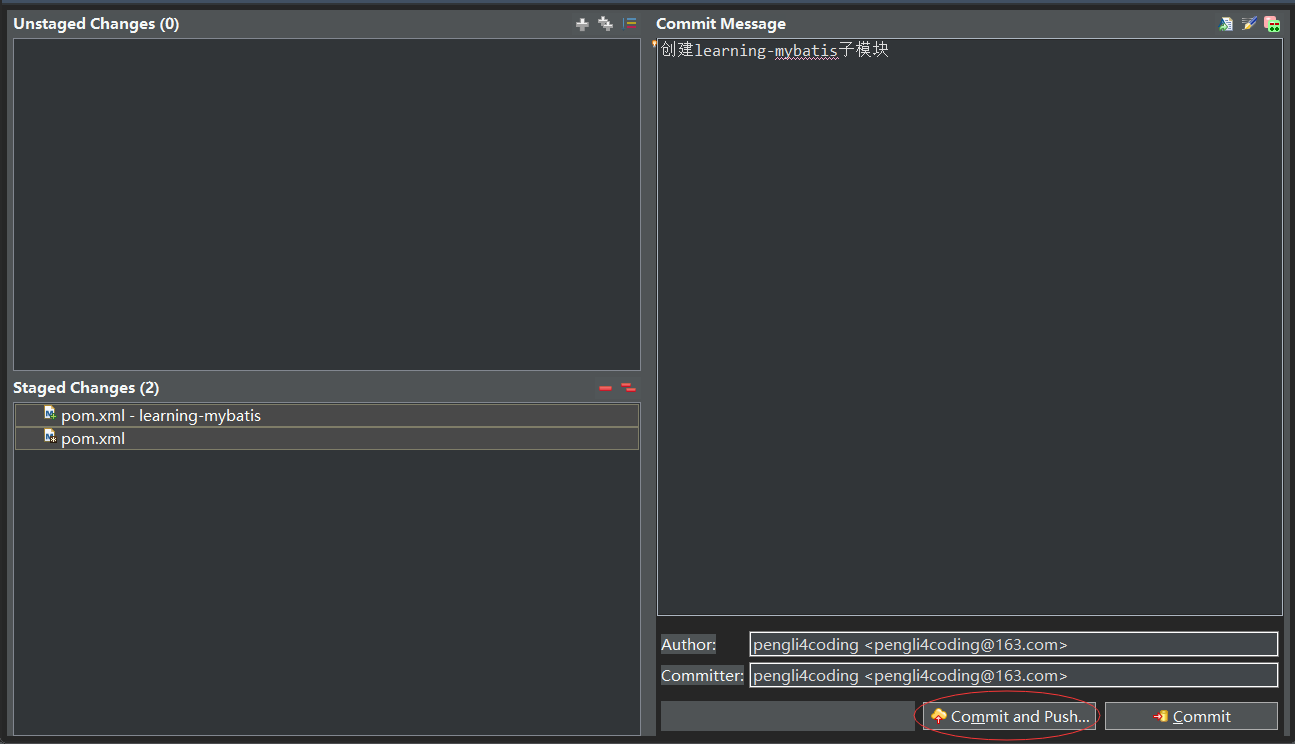 Unstaged Changes (0)
Staged Changes (2)
pom.xml - learning-mybatis
pom.xml
Commit Message
创建learning-mybatis子模块
Author: pengli4coding <pengli4coding@163.com>
Committer: pengli4coding <pengli4coding@163.com>
Commit and Push... Commit